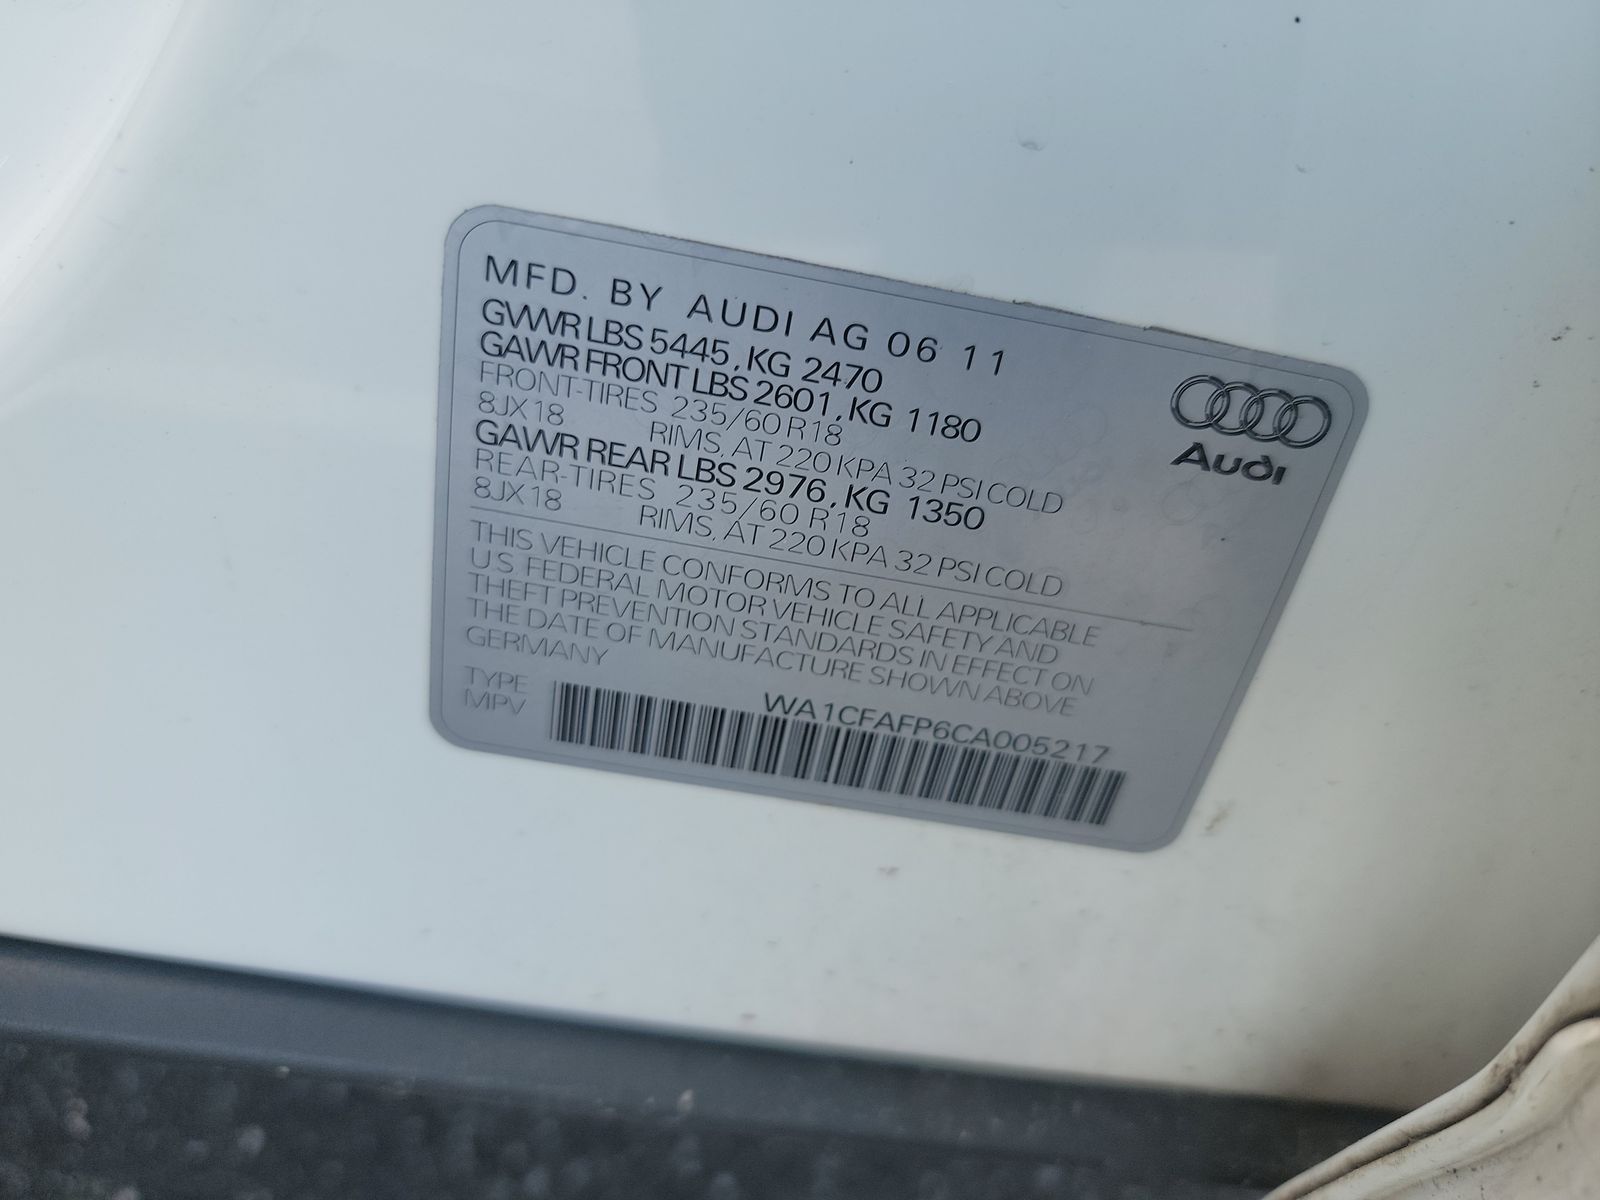 MFD. BY AUDI AG 06 11
GVWR LBS 5445, KG 2470
GAWR FRONT LBS 2601, KG 1180
FRONT-TIRES 235/60 R18
8JX18 RIMS, AT 220 KPA 32 PSI COLD
GAWR REAR LBS 2976, KG 1350
REAR-TIRES 235/60 R18
8JX18 RIMS, AT 220 KPA 32 PSI COLD
Audi
THIS VEHICLE CONFORMS TO ALL APPLICABLE
U.S. FEDERAL MOTOR VEHICLE SAFETY AND
THEFT PREVENTION STANDARDS IN EFFECT ON
THE DATE OF MANUFACTURE SHOWN ABOVE
GERMANY
TYPE
MPV
WA1CFAFP6CA005217